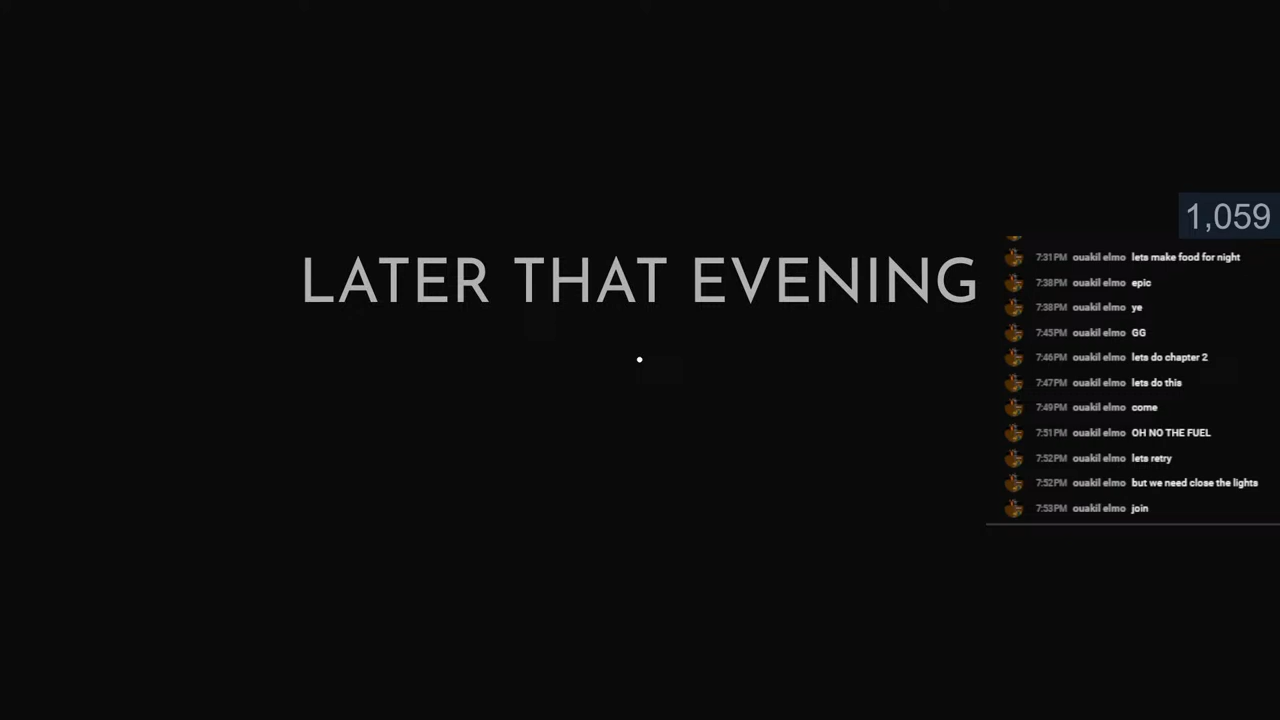 1,059
LATER THAT EVENING
7:31PM ouakil elmo lets make food for night
7:38PM ouakil elmo epic
7:38PM ouakil elmo ye
7:45PM ouakil elmo GG
7:46PM ouakil elmo lets do chapter 2
7:47PM ouakil elmo lets do this
7:49PM ouakil elmo come
7:51PM ouakil elmo OH NO THE FUEL
7:52PM ouakil elmo lets retry
7:52PM ouakil elmo but we need close the lights
7:53PM ouakil elmo join